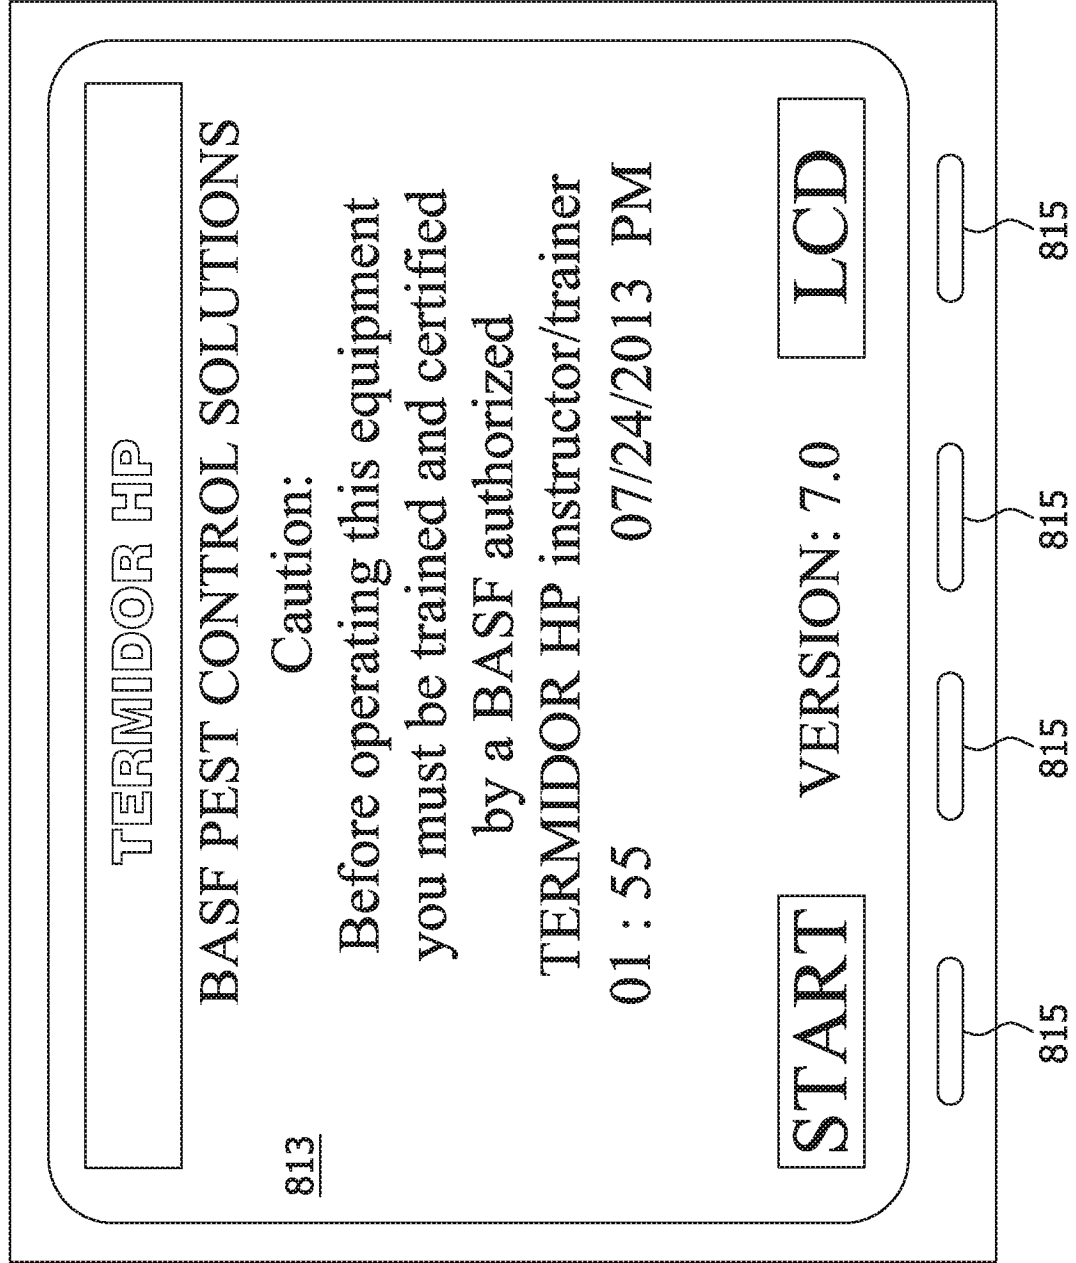 TERMIDOR HP
BASF PEST CONTROL SOLUTIONS
813
Caution:
Before operating this equipment
you must be trained and certified
by a BASF authorized
TERMIDOR HP instructor/trainer
01 : 55 07/24/2013 PM
START VERSION: 7.0 LCD
815 815 815 815